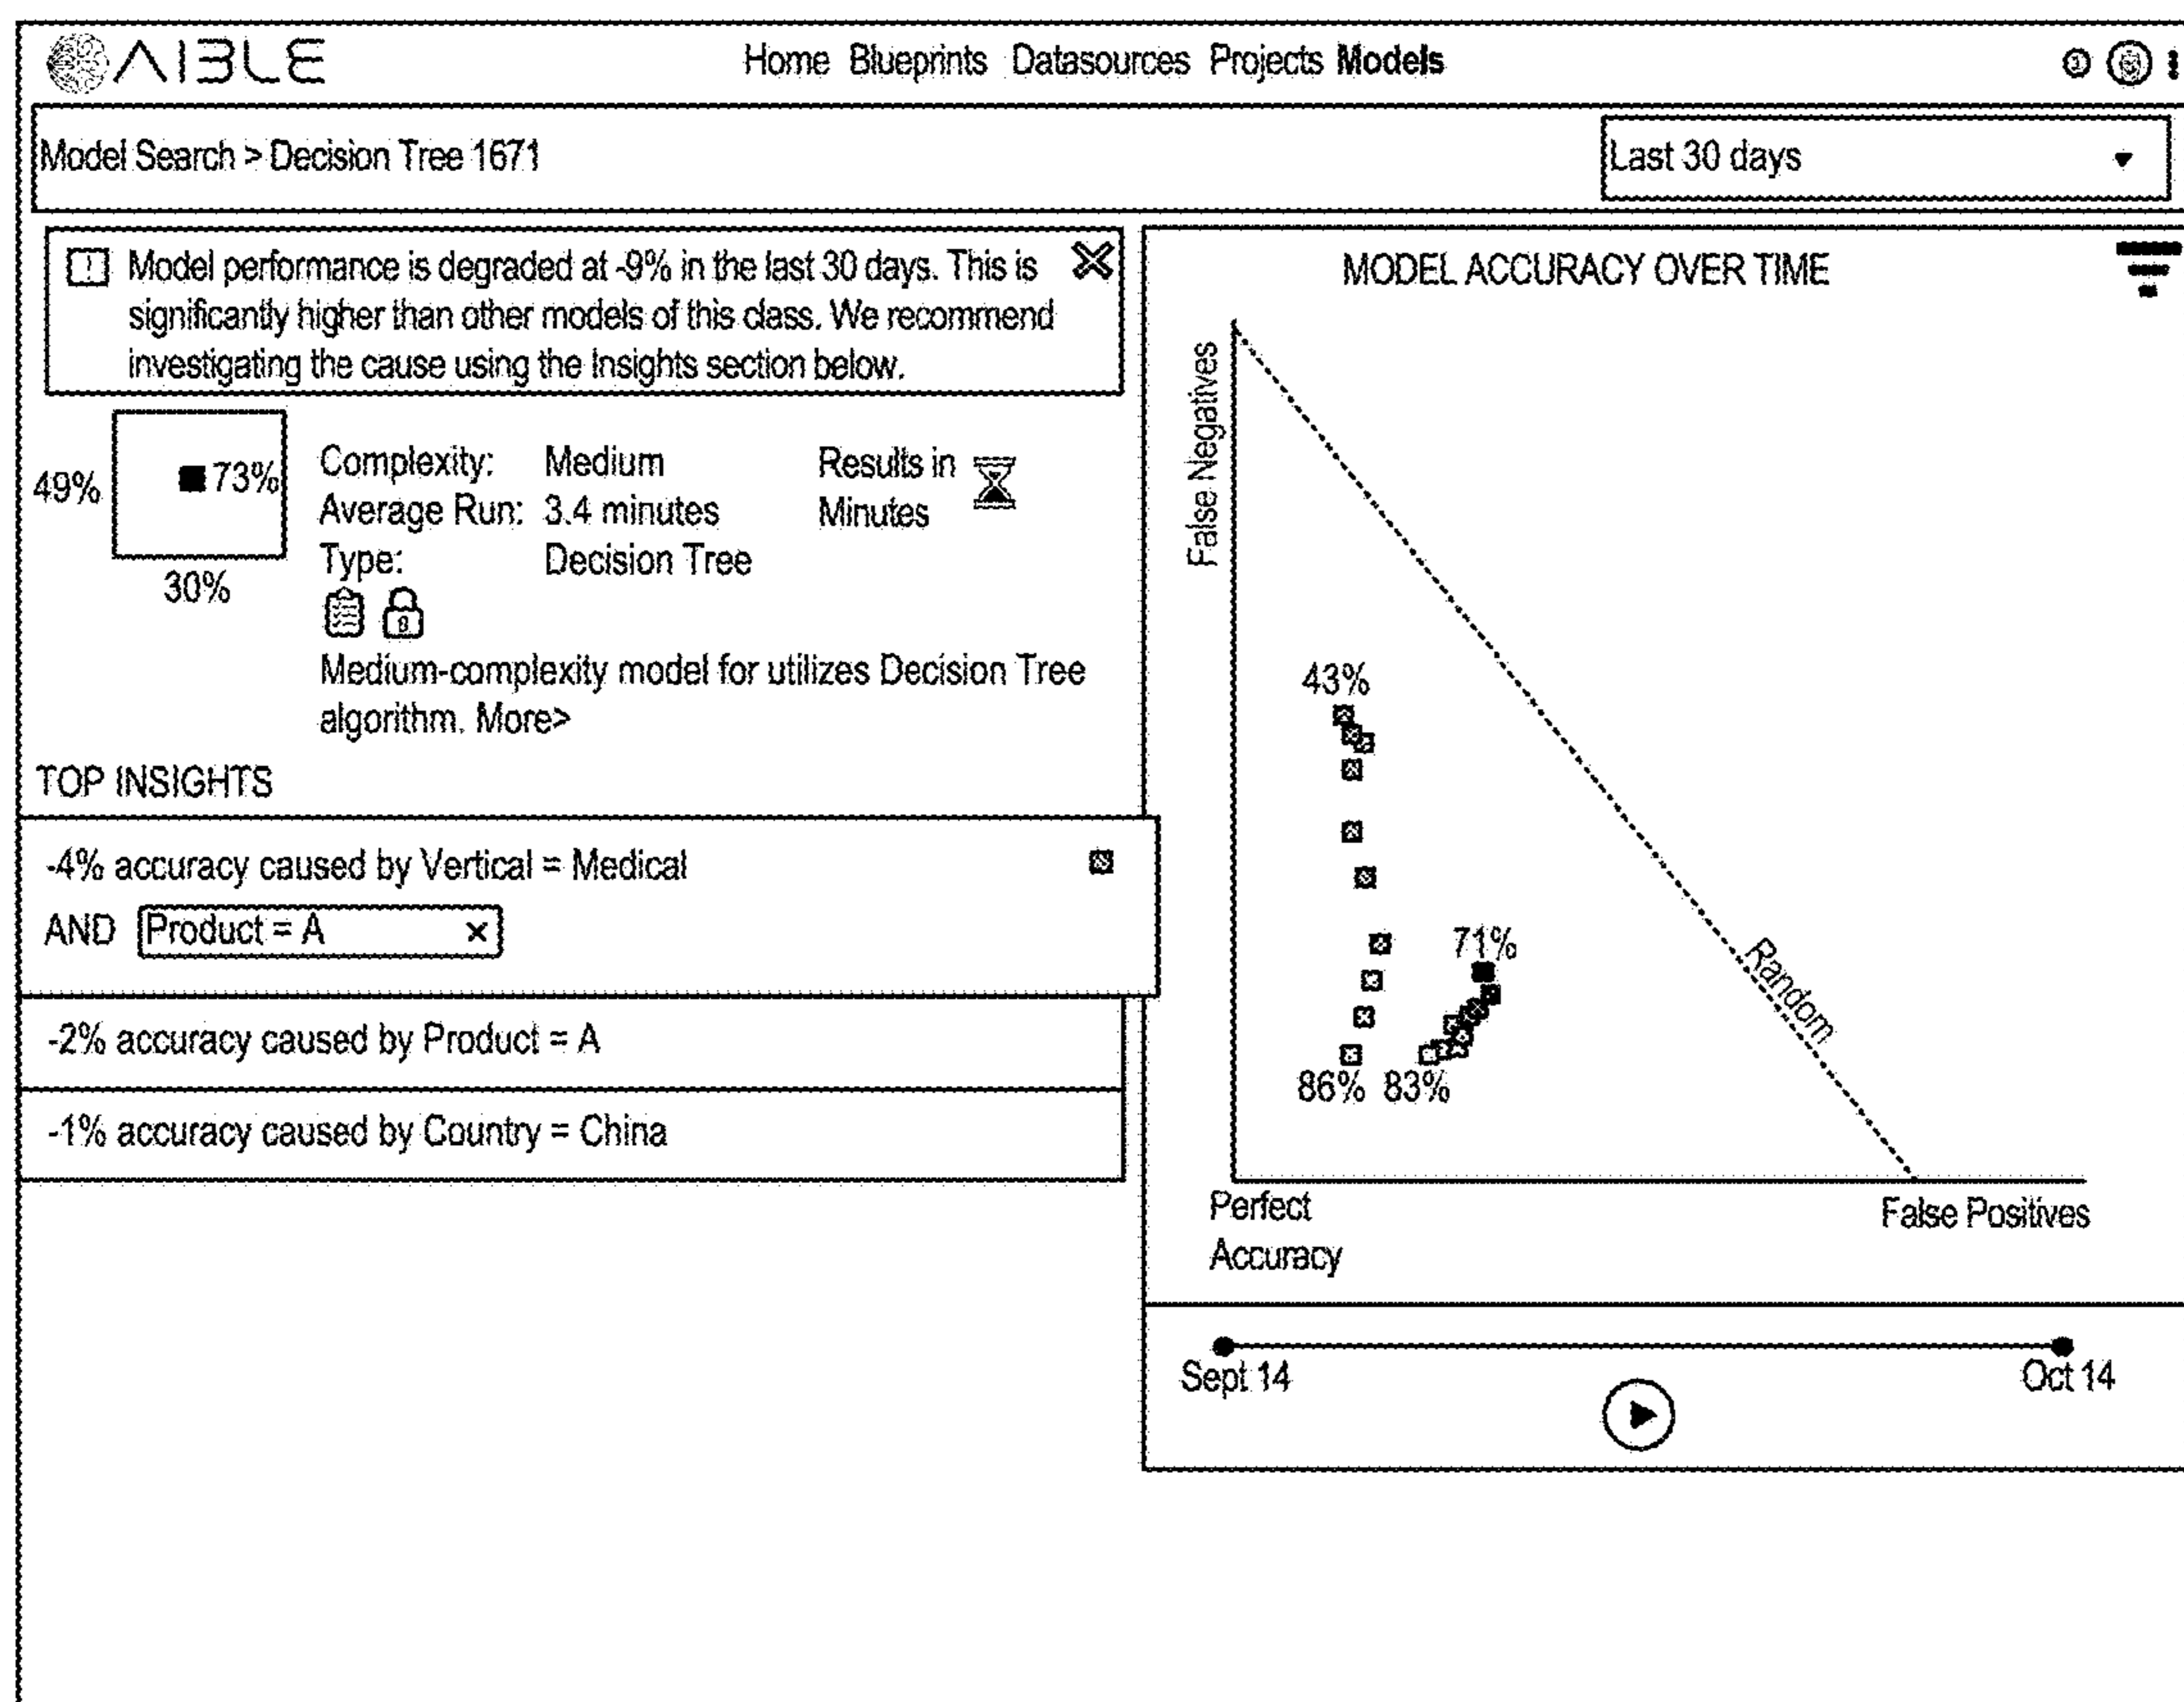 AIBLE
Home Blueprints Datasources Projects Models
Model Search > Decision Tree 1671
Last 30 days
Model performance is degraded at -9% in the last 30 days. This is
significantly higher than other models of this class. We recommend
investigating the cause using the Insights section below.
49%
73%
30%
Complexity: Medium
Average Run: 3.4 minutes
Type: Decision Tree
Results in
Minutes
Medium-complexity model for utilizes Decision Tree
algorithm. More>
TOP INSIGHTS
-4% accuracy caused by Vertical = Medical
AND Product = A ×
-2% accuracy caused by Product = A
-1% accuracy caused by Country = China
MODEL ACCURACY OVER TIME
False Negatives
43%
71%
86% 83%
Random
Perfect
Accuracy
False Positives
Sept 14
Oct 14